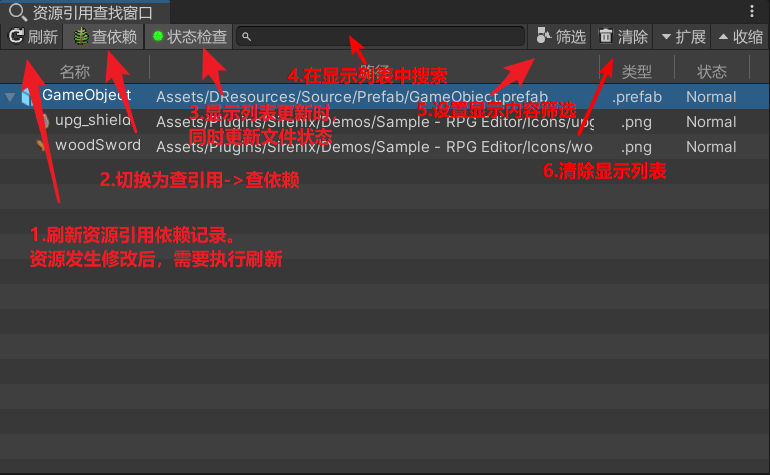 资源引用查找窗口
刷新 查依赖 状态检查 筛选 清除 扩展 收缩
名称 路径 类型 状态
4.在显示列表中搜索
GameObject Assets/DResources/Source/Prefab/GameObject.prefab .prefab Normal
5.设置显示内容筛选
3.显示列表更新时,
upg_shield Assets/Plugins/Sirenix/Demos/Sample - RPG Editor/Icons/upg .png Normal
同时更新文件状态
woodSword Assets/Plugins/Sirenix/Demos/Sample - RPG Editor/Icons/wo .png Normal
6.清除显示列表
2.切换为查引用->查依赖
1.刷新资源引用依赖记录。
资源发生修改后，需要执行刷新